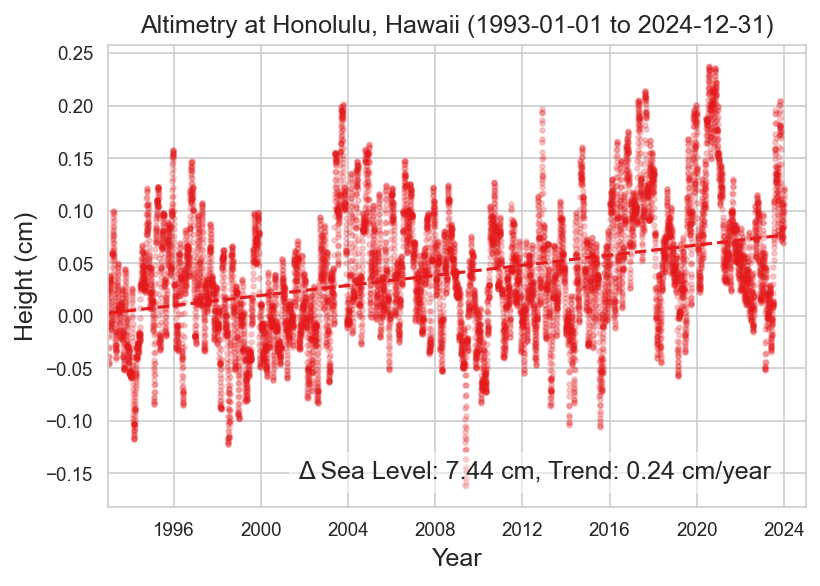 Altimetry at Honolulu, Hawaii (1993-01-01 to 2024-12-31)
0.25
0.20
0.15
0.10
0.05
0.00
−0.05
−0.10
−0.15
Height (cm)
Δ Sea Level: 7.44 cm, Trend: 0.24 cm/year
1996 2000 2004 2008 2012 2016 2020 2024
Year